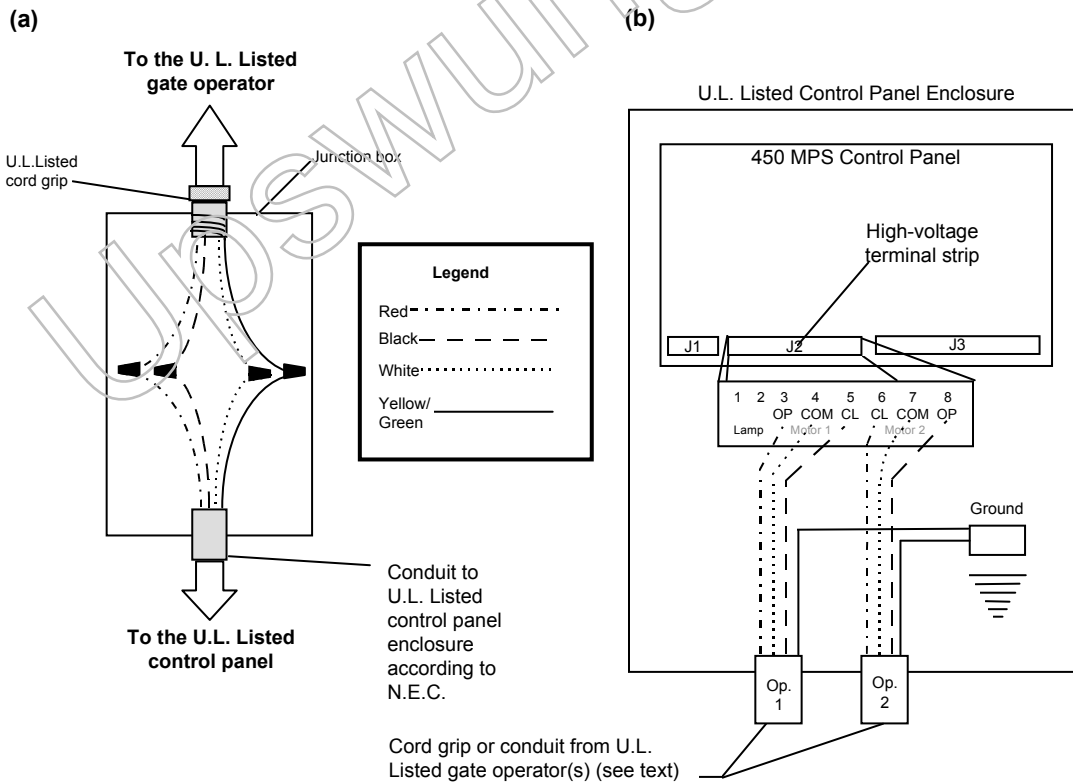 (a)
To the U. L. Listed
gate operator
U.L.Listed
cord grip
Junction box
Legend
Red
Black
White
Yellow/
Green
Conduit to
U.L. Listed
control panel
enclosure
according to
N.E.C.
To the U.L. Listed
control panel
(b)
U.L. Listed Control Panel Enclosure
450 MPS Control Panel
High-voltage
terminal strip
J1
J2
J3
1 2 3 4 5 6 7 8
OP COM CL CL COM OP
Lamp Motor 1 Motor 2
Ground
Op.
1
Op.
2
Cord grip or conduit from U.L.
Listed gate operator(s) (see text)